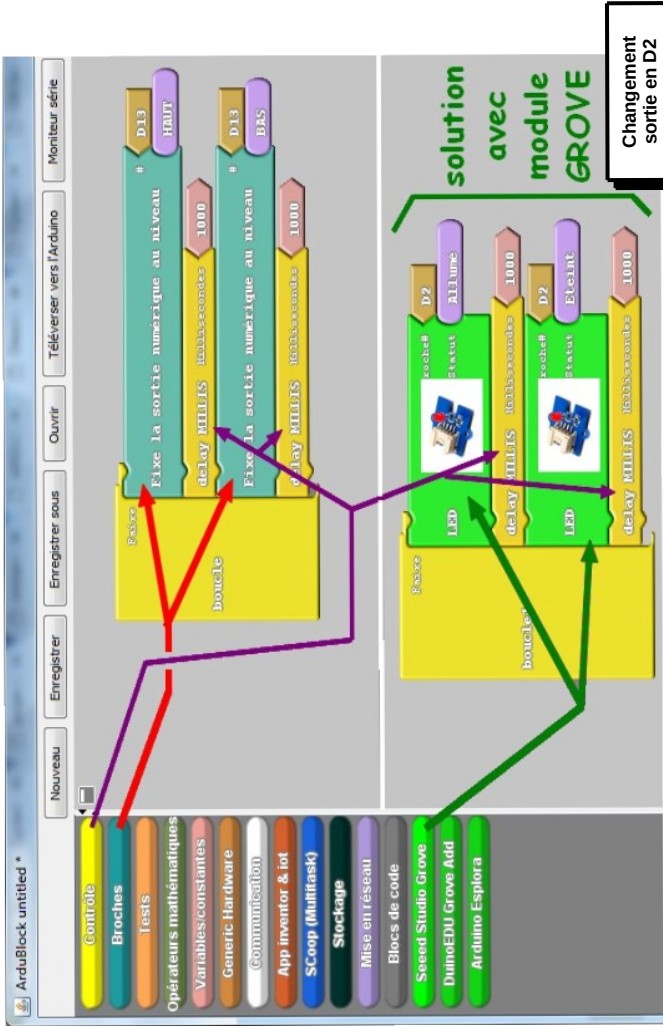 ArduBlock untitled *
Nouveau
Enregistrer
Enregistrer sous
Ouvrir
Téléverser vers l'Arduino
Moniteur série
Contrôle
Broches
Tests
Opérateurs mathématiques
Variables/constantes
Generic Hardware
Communication
App inventor & iot
SCoop (Multitask)
Stockage
Mise en réseau
Blocs de code
Seeed Studio Grove
DuinoEDU Grove Add
Arduino Esplora
Faire
boucle
Fixe la sortie numérique au niveau
#
D13
HAUT
delay MILLIS Millisecondes 1000
Fixe la sortie numérique au niveau
#
D13
BAS
delay MILLIS Millisecondes 1000
Faire
boucle
LED
roche#
D2
Statut
Allumé
delay MILLIS Millisecondes 1000
LED
roche#
D2
Statut
Eteint
delay MILLIS Millisecondes 1000
solution
avec
module
GROVE
Changement
sortie en D2